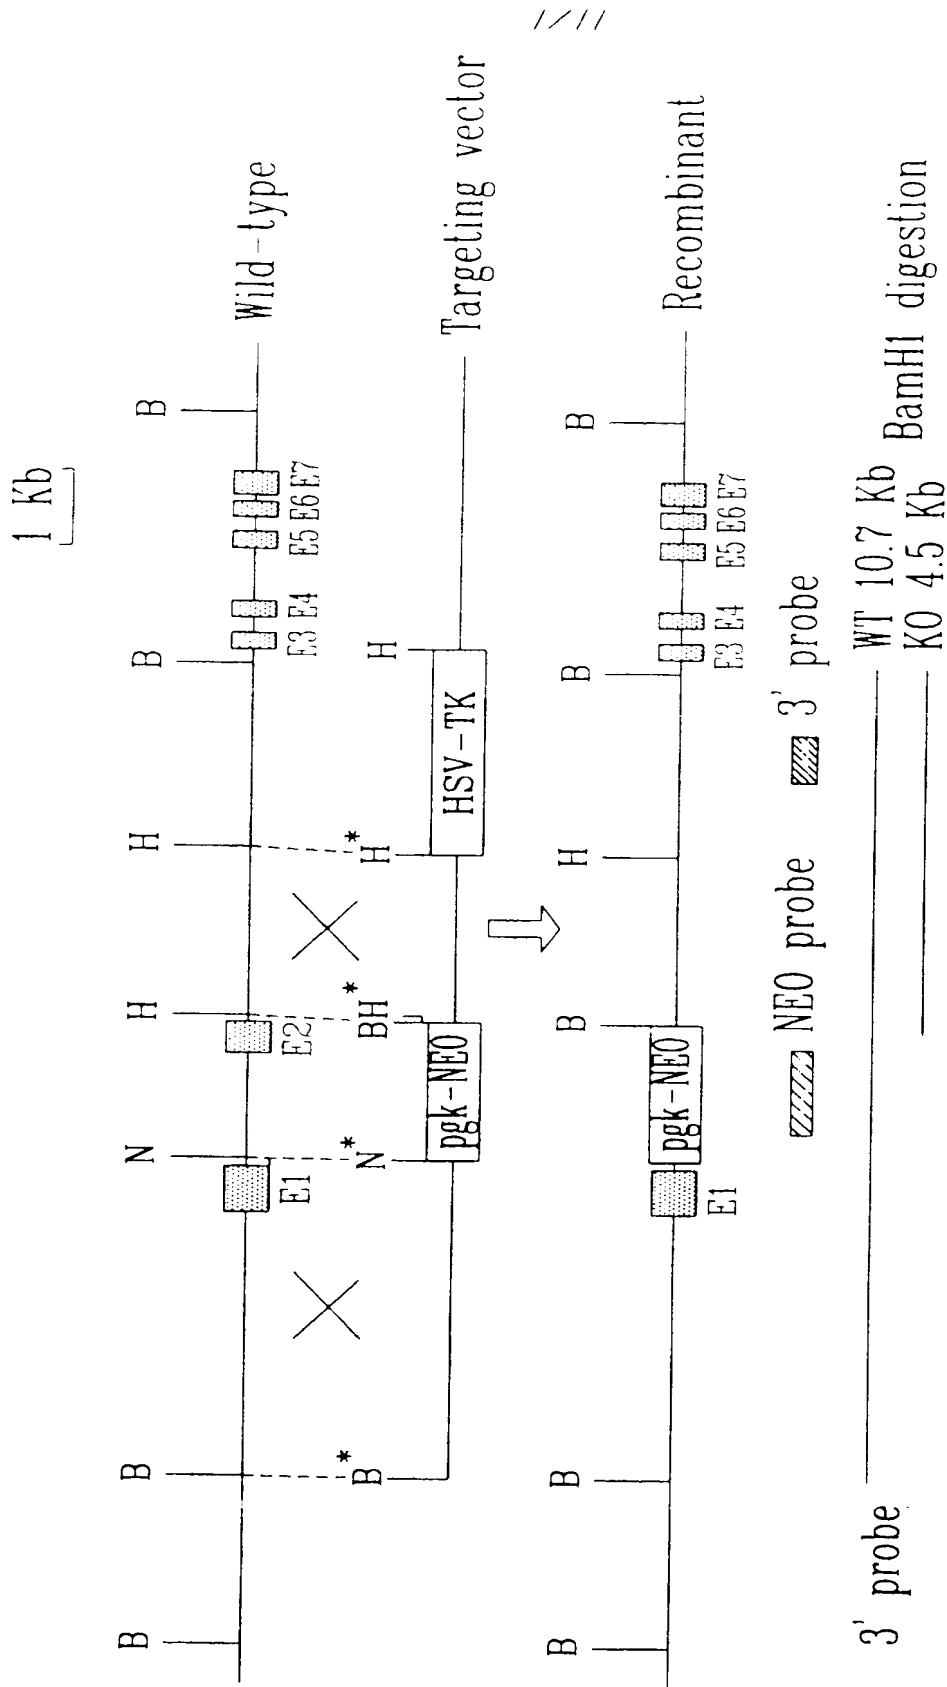 1/11
1 Kb
B B N H H B B
Wild-type
E1 E2 E3 E4 E5 E6 E7
* * * *
B N BH H H
pgk-NEO HSV-TK
Targeting vector
B B B H B B
Recombinant
pgk-NEO
E1 E3 E4 E5 E6 E7
NEO probe 3' probe
3' probe WT 10.7 Kb
KO 4.5 Kb
BamH1 digestion